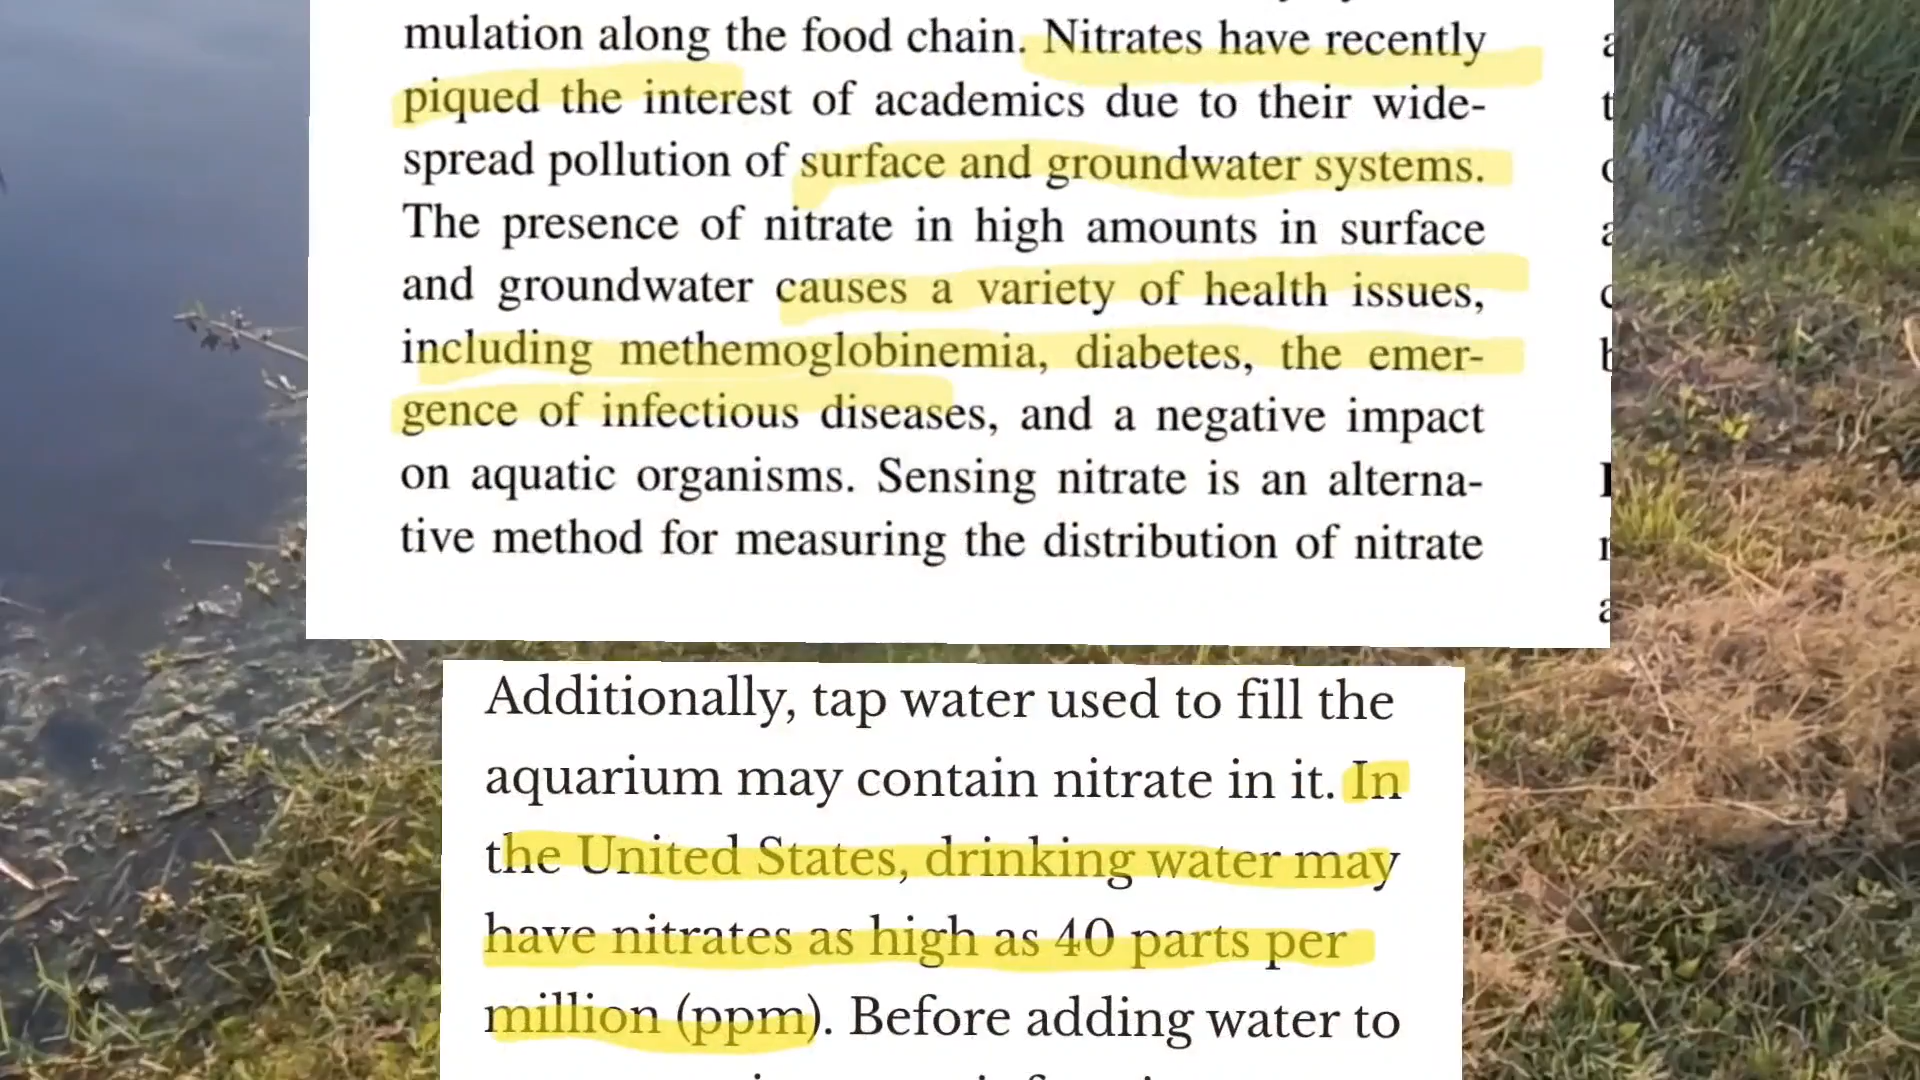 mulation along the food chain. Nitrates have recently
piqued the interest of academics due to their wide-
spread pollution of surface and groundwater systems.
The presence of nitrate in high amounts in surface
and groundwater causes a variety of health issues,
including methemoglobinemia, diabetes, the emer-
gence of infectious diseases, and a negative impact
on aquatic organisms. Sensing nitrate is an alterna-
tive method for measuring the distribution of nitrate
Additionally, tap water used to fill the
aquarium may contain nitrate in it. In
the United States, drinking water may
have nitrates as high as 40 parts per
million (ppm). Before adding water to